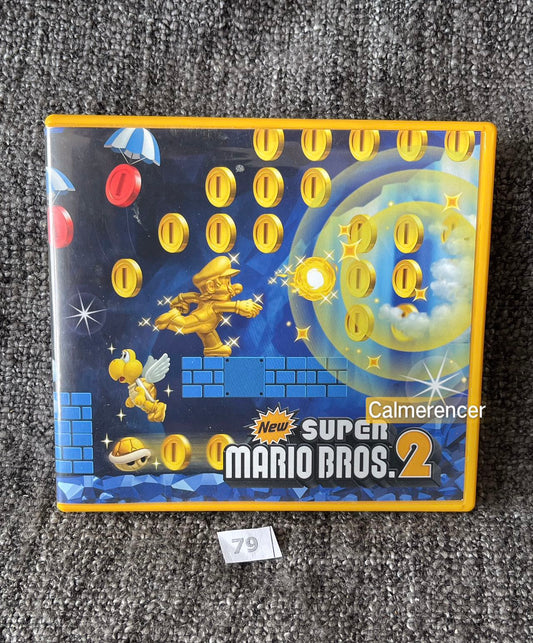 Calmerencer
New SUPER
MARIO BROS. 2
79